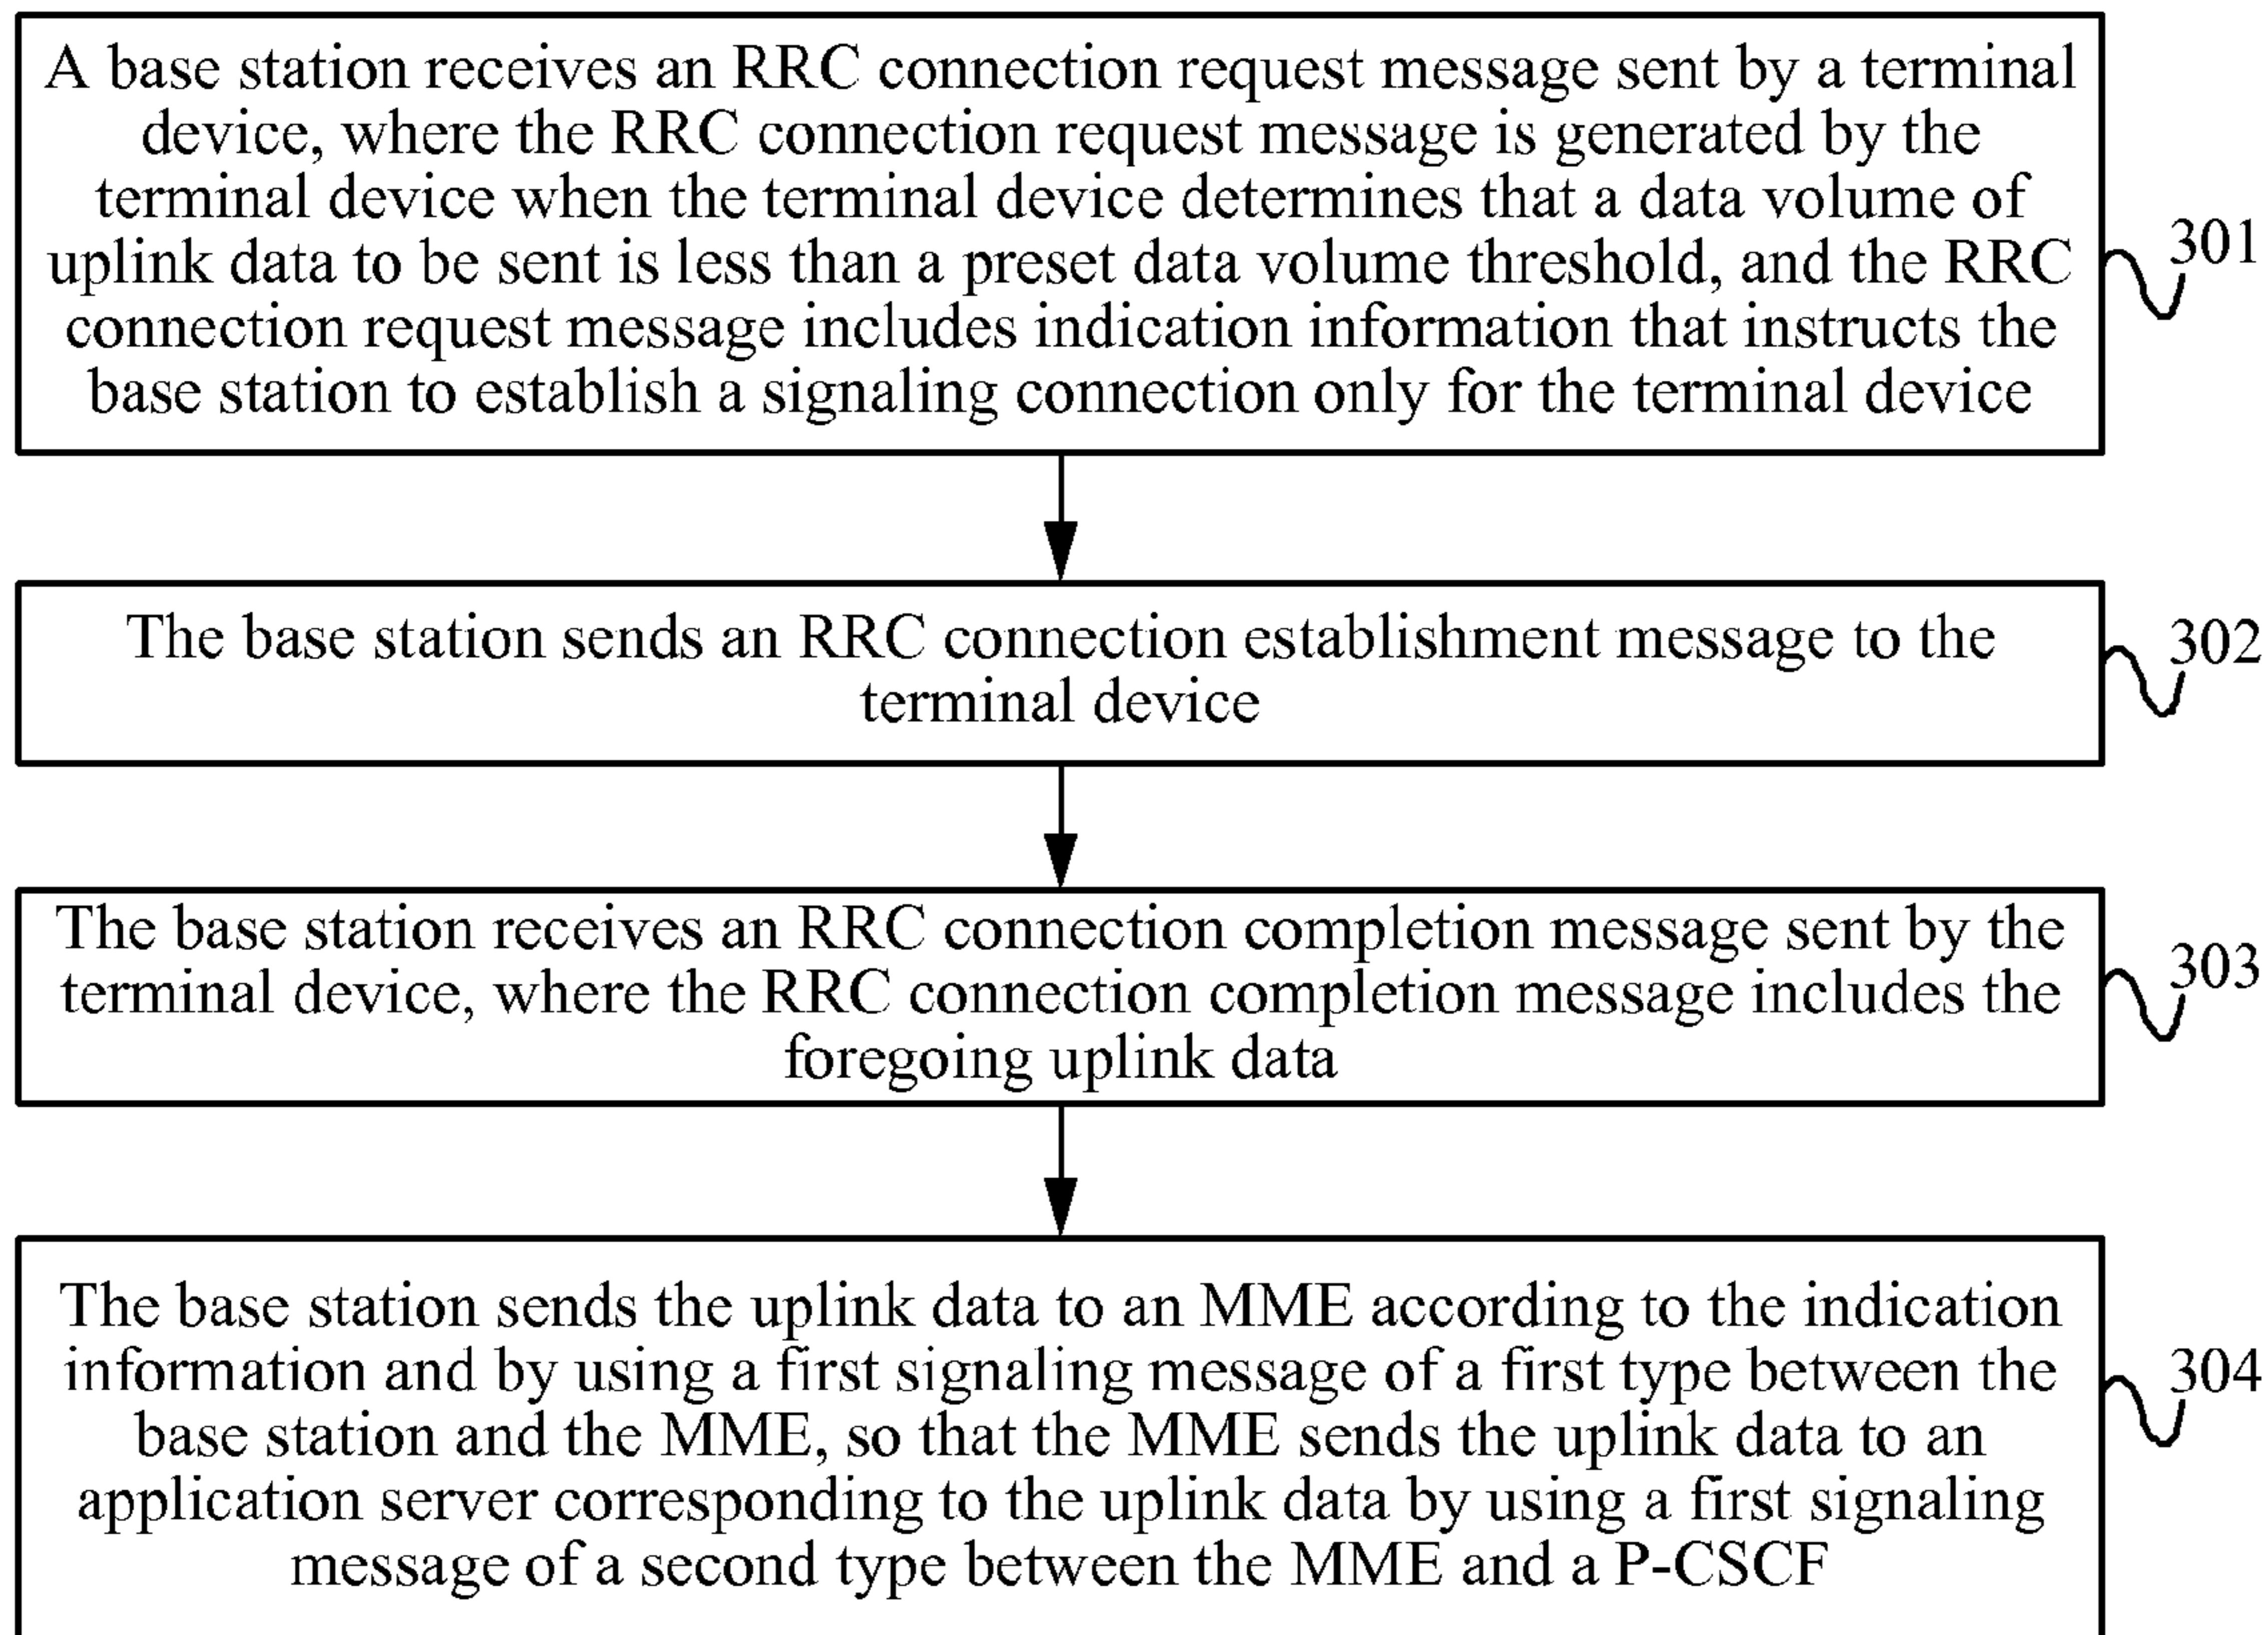 A base station receives an RRC connection request message sent by a terminal
device, where the RRC connection request message is generated by the
terminal device when the terminal device determines that a data volume of
uplink data to be sent is less than a preset data volume threshold, and the RRC
connection request message includes indication information that instructs the
base station to establish a signaling connection only for the terminal device
301
The base station sends an RRC connection establishment message to the
terminal device
302
The base station receives an RRC connection completion message sent by the
terminal device, where the RRC connection completion message includes the
foregoing uplink data
303
The base station sends the uplink data to an MME according to the indication
information and by using a first signaling message of a first type between the
base station and the MME, so that the MME sends the uplink data to an
application server corresponding to the uplink data by using a first signaling
message of a second type between the MME and a P-CSCF
304